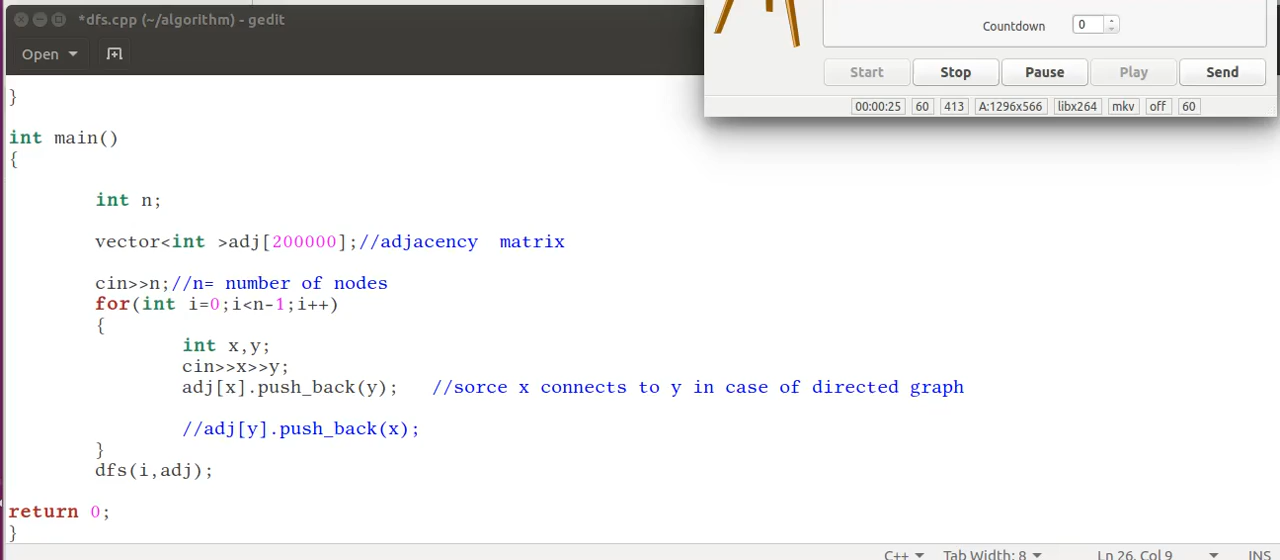 *dfs.cpp (~/algorithm) - gedit
Open
Countdown 0
Start Stop Pause Play Send
00:00:25 60 413 A:1296x566 libx264 mkv off 60
}
int main()
{
int n;
vector<int >adj[200000];//adjacency  matrix
cin>>n;//n= number of nodes
for(int i=0;i<n-1;i++)
{
int x,y;
cin>>x>>y;
adj[x].push_back(y);   //sorce x connects to y in case of directed graph
//adj[y].push_back(x);
}
dfs(i,adj);
return 0;
}
C++ Tab Width: 8 Ln 26, Col 9 INS